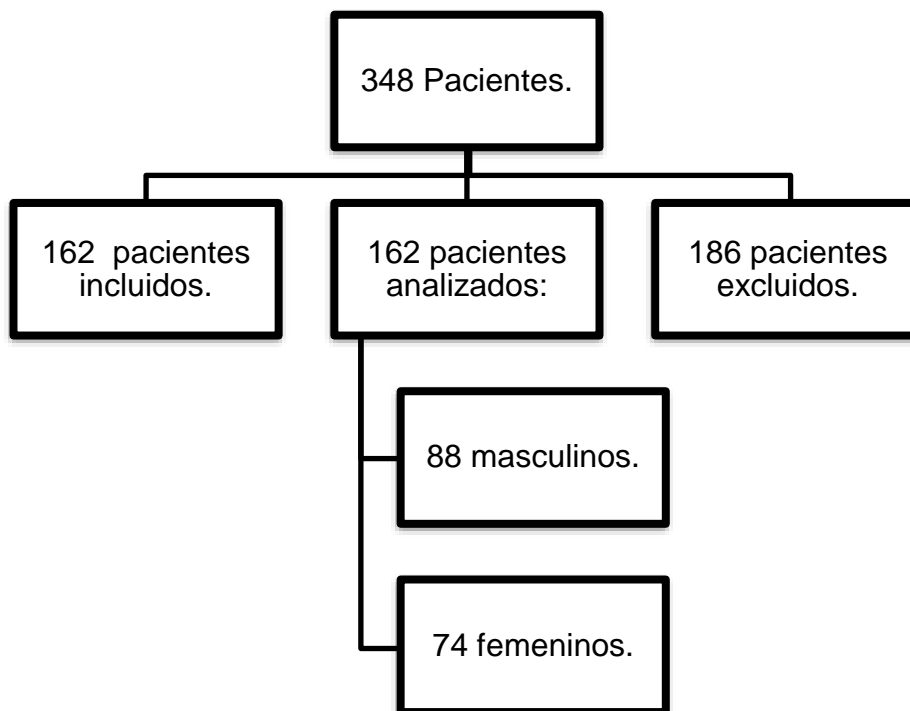 348 Pacientes.
162 pacientes
incluidos.
162 pacientes
analizados:
186 pacientes
excluidos.
88 masculinos.
74 femeninos.